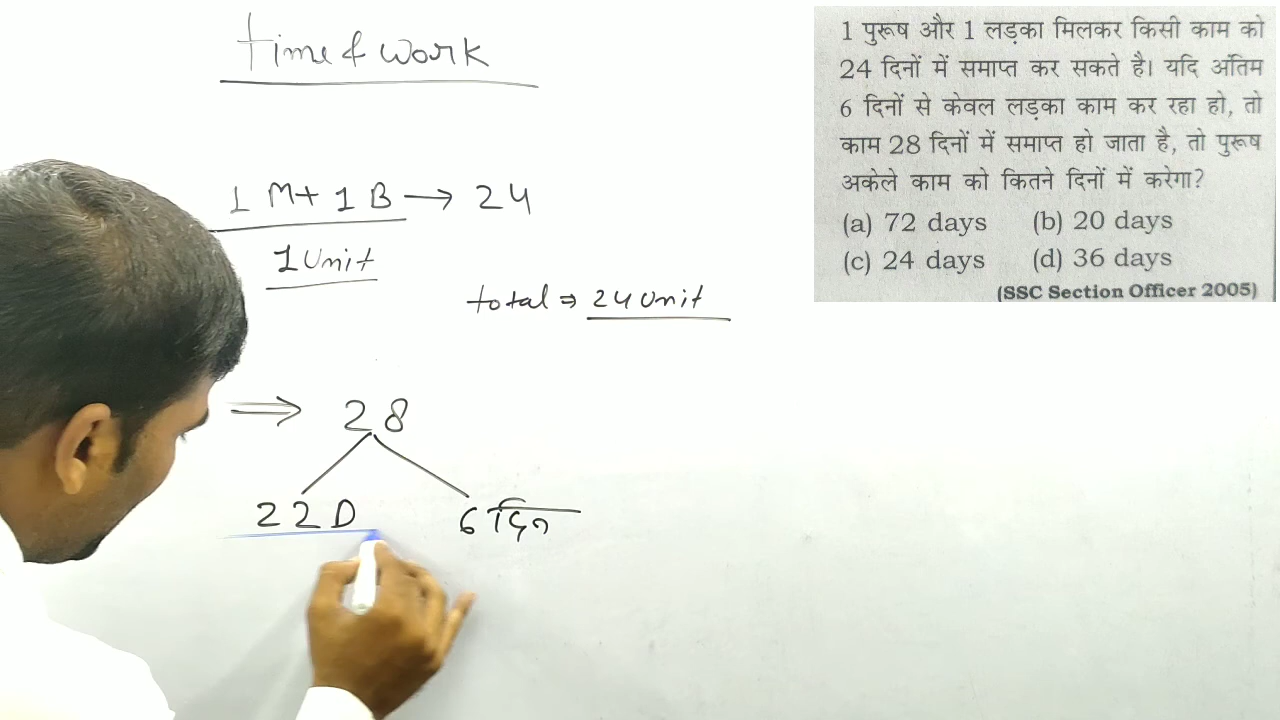 time & work
1 M+ 1 B → 24
1 Unit
total ⇒ 24 Unit
⇒ 28
22 D 6 दिन
1 पुरूष और 1 लड़का मिलकर किसी काम को
24 दिनों में समाप्त कर सकते है। यदि अंतिम
6 दिनों से केवल लड़का काम कर रहा हो, तो
काम 28 दिनों में समाप्त हो जाता है, तो पुरूष
अकेले काम को कितने दिनों में करेगा?
(a) 72 days (b) 20 days
(c) 24 days (d) 36 days
(SSC Section Officer 2005)